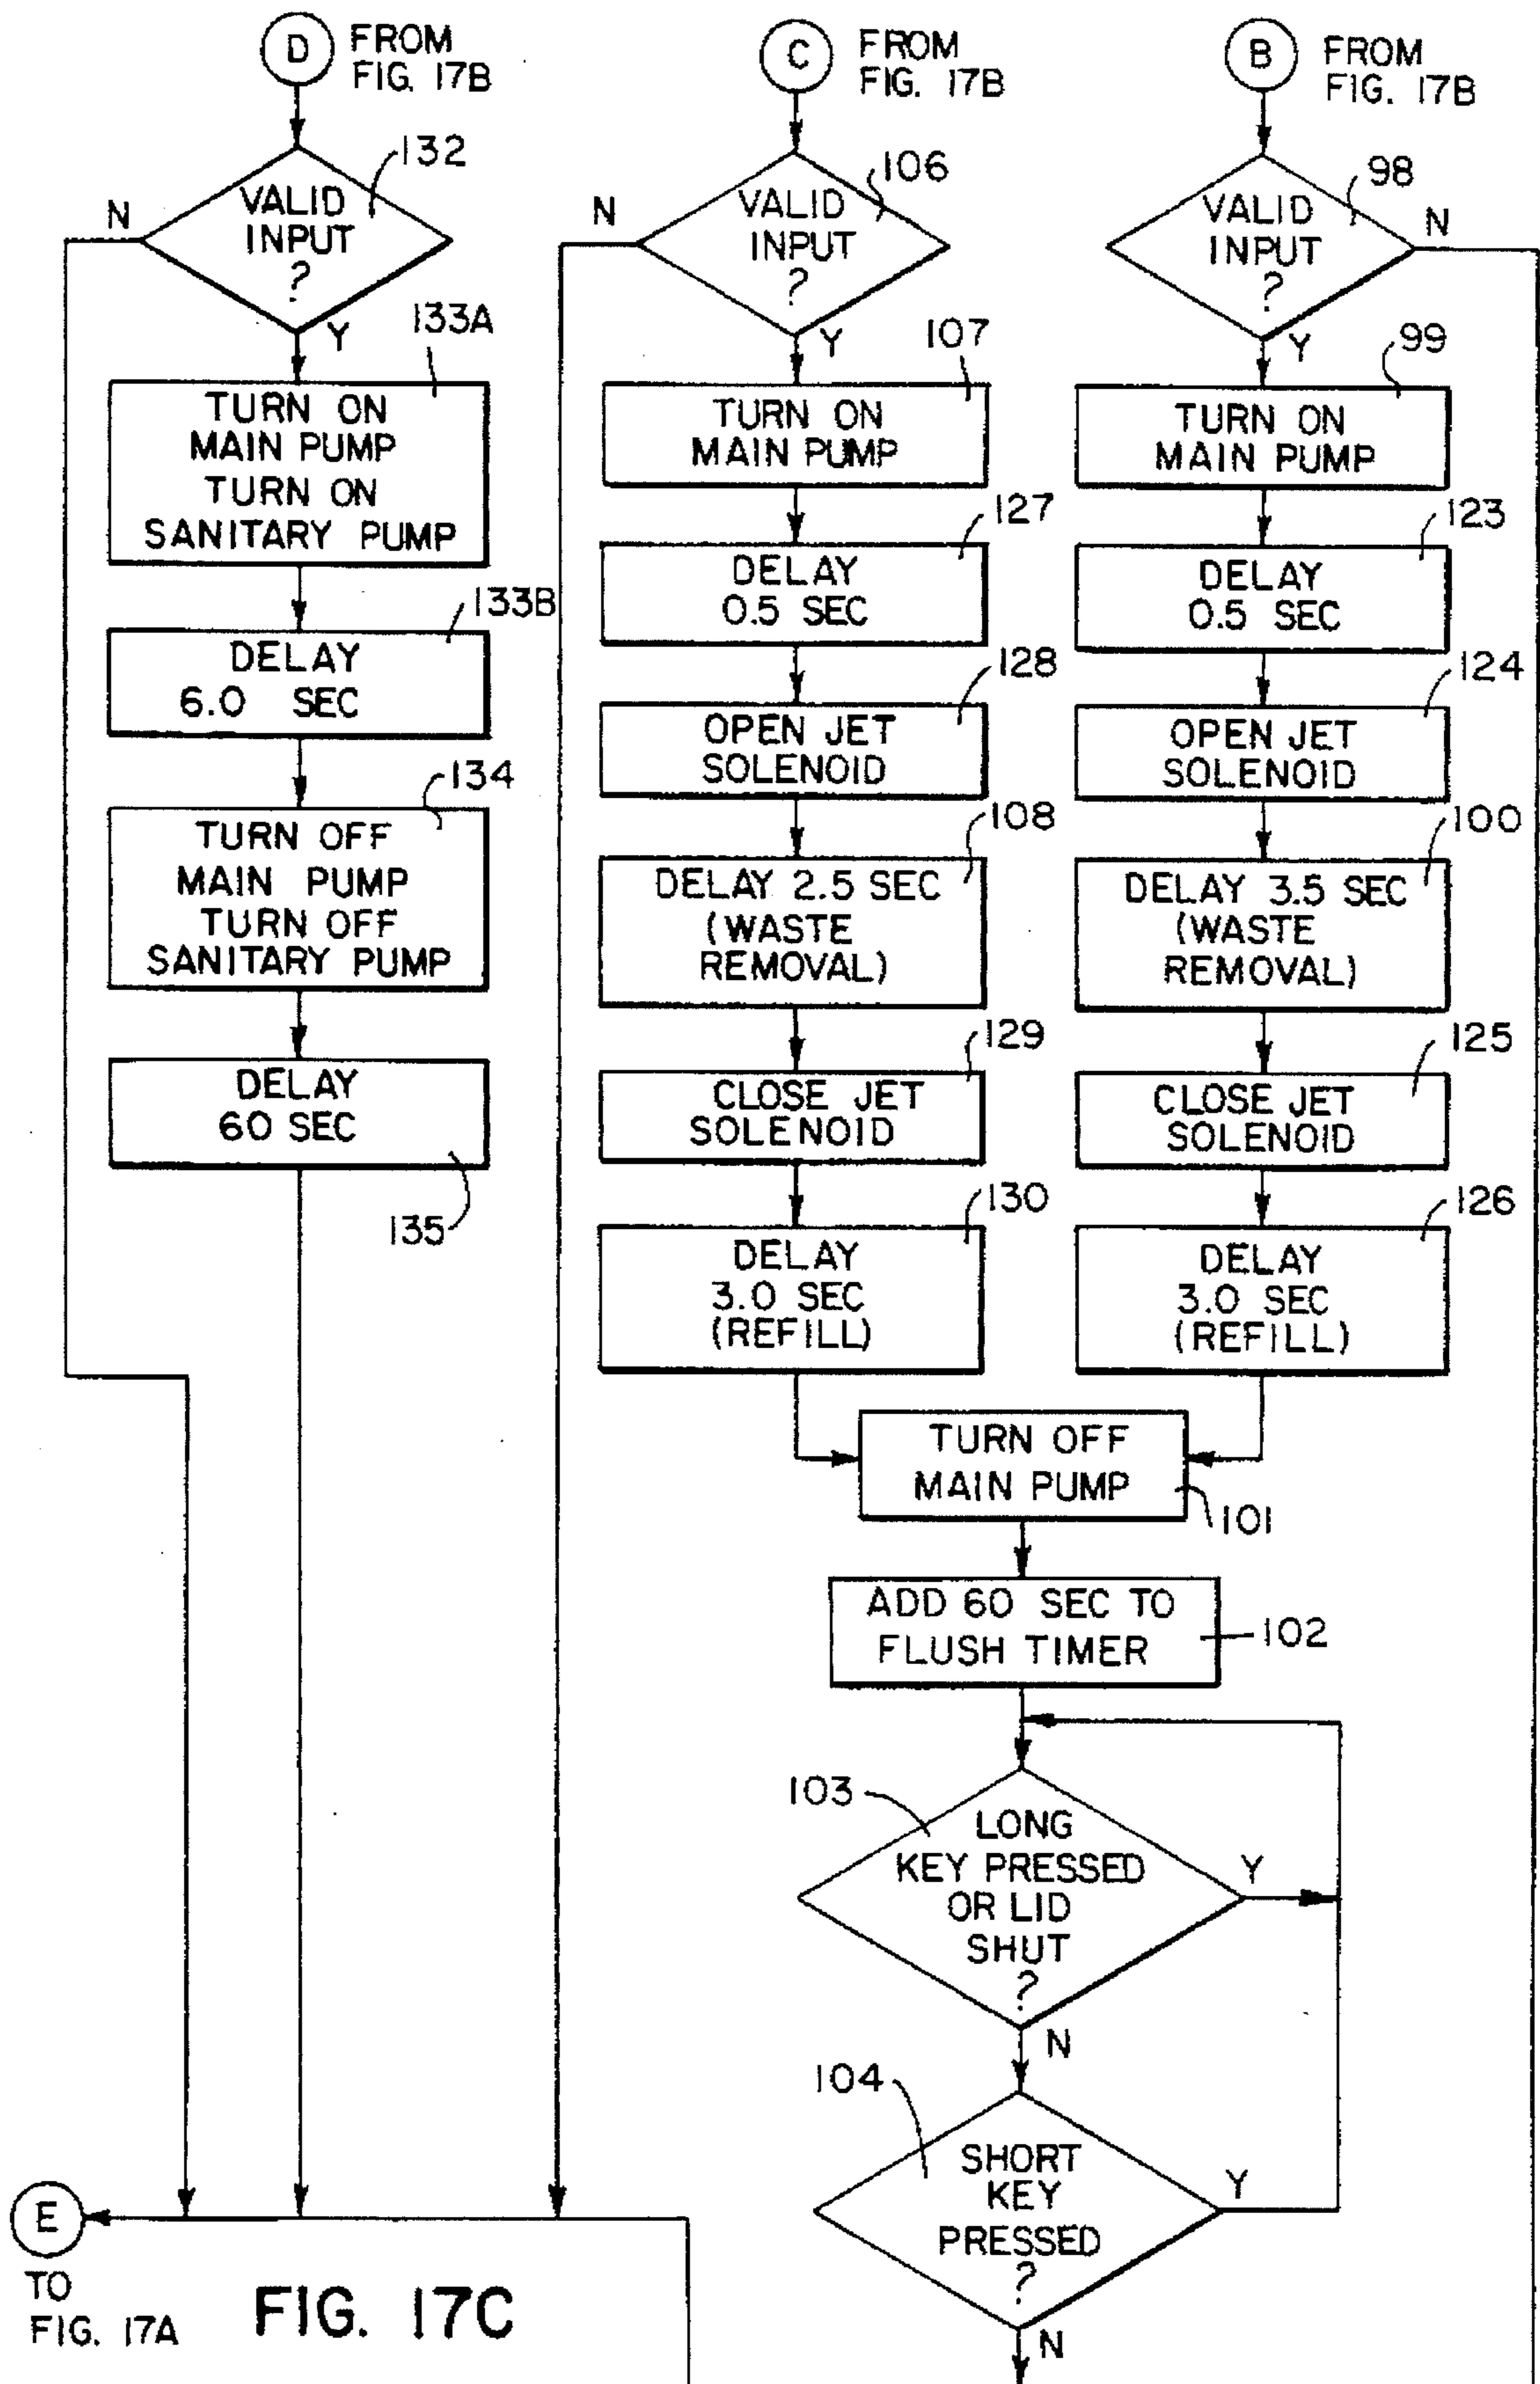 D
FROM
FIG. 17B
132
VALID
INPUT
?
N
Y
133A
TURN ON
MAIN PUMP
TURN ON
SANITARY PUMP
133B
DELAY
6.0 SEC
134
TURN OFF
MAIN PUMP
TURN OFF
SANITARY PUMP
DELAY
60 SEC
135
C
FROM
FIG. 17B
106
VALID
INPUT
?
N
Y
107
TURN ON
MAIN PUMP
127
DELAY
0.5 SEC
128
OPEN JET
SOLENOID
108
DELAY 2.5 SEC
(WASTE
REMOVAL)
129
CLOSE JET
SOLENOID
130
DELAY
3.0 SEC
(REFILL)
B
FROM
FIG. 17B
98
VALID
INPUT
?
N
Y
99
TURN ON
MAIN PUMP
123
DELAY
0.5 SEC
124
OPEN JET
SOLENOID
100
DELAY 3.5 SEC
(WASTE
REMOVAL)
125
CLOSE JET
SOLENOID
126
DELAY
3.0 SEC
(REFILL)
TURN OFF
MAIN PUMP
101
ADD 60 SEC TO
FLUSH TIMER
102
103
LONG
KEY PRESSED
OR LID
SHUT
?
Y
N
104
SHORT
KEY
PRESSED
?
Y
N
E
TO
FIG. 17A
FIG. 17C